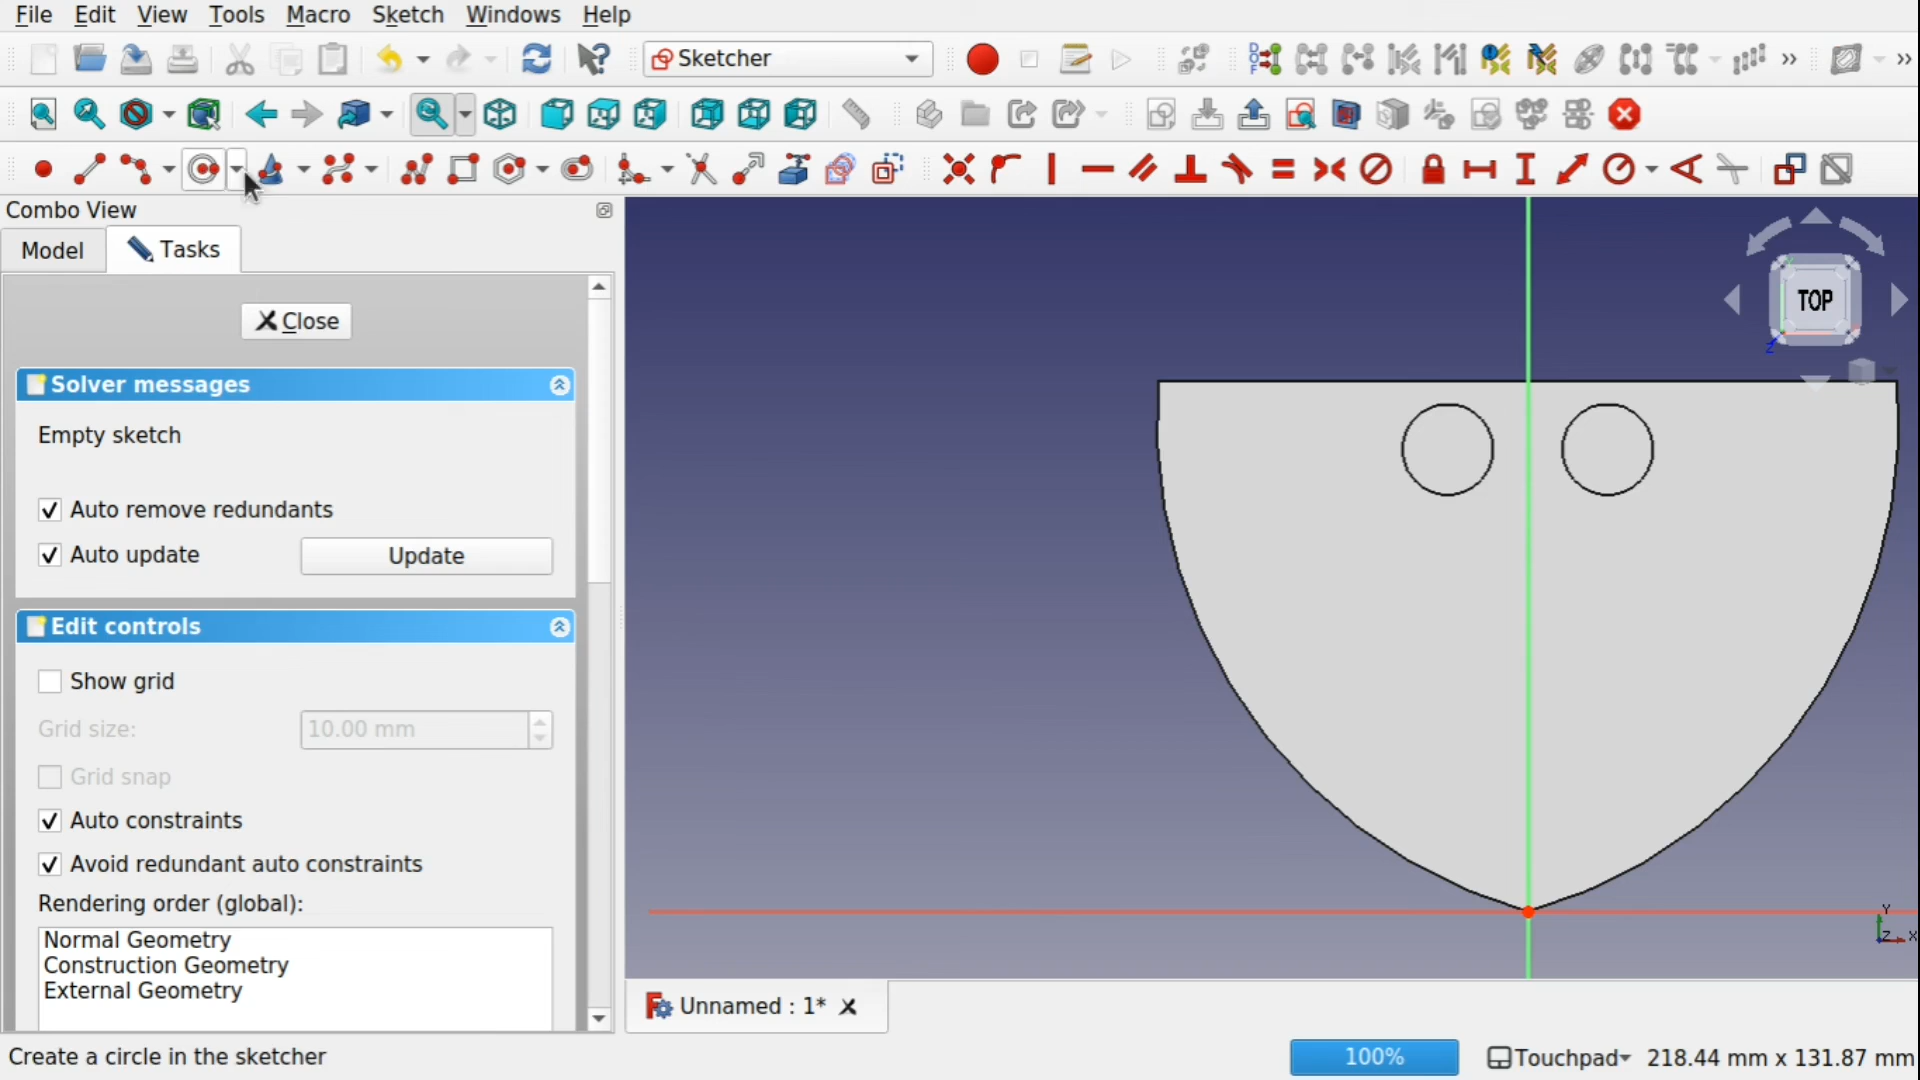 File Edit View Tools Macro Sketch Windows Help
Sketcher
Combo View
Model Tasks
Close
Solver messages
Empty sketch
Auto remove redundants
Auto update Update
Edit controls
Show grid
Grid size: 10.00 mm
Grid snap
Auto constraints
Avoid redundant auto constraints
Rendering order (global):
Normal Geometry
Construction Geometry
External Geometry
TOP
Z
Y
Z X
Unnamed : 1*
Create a circle in the sketcher
100% Touchpad 218.44 mm x 131.87 mm